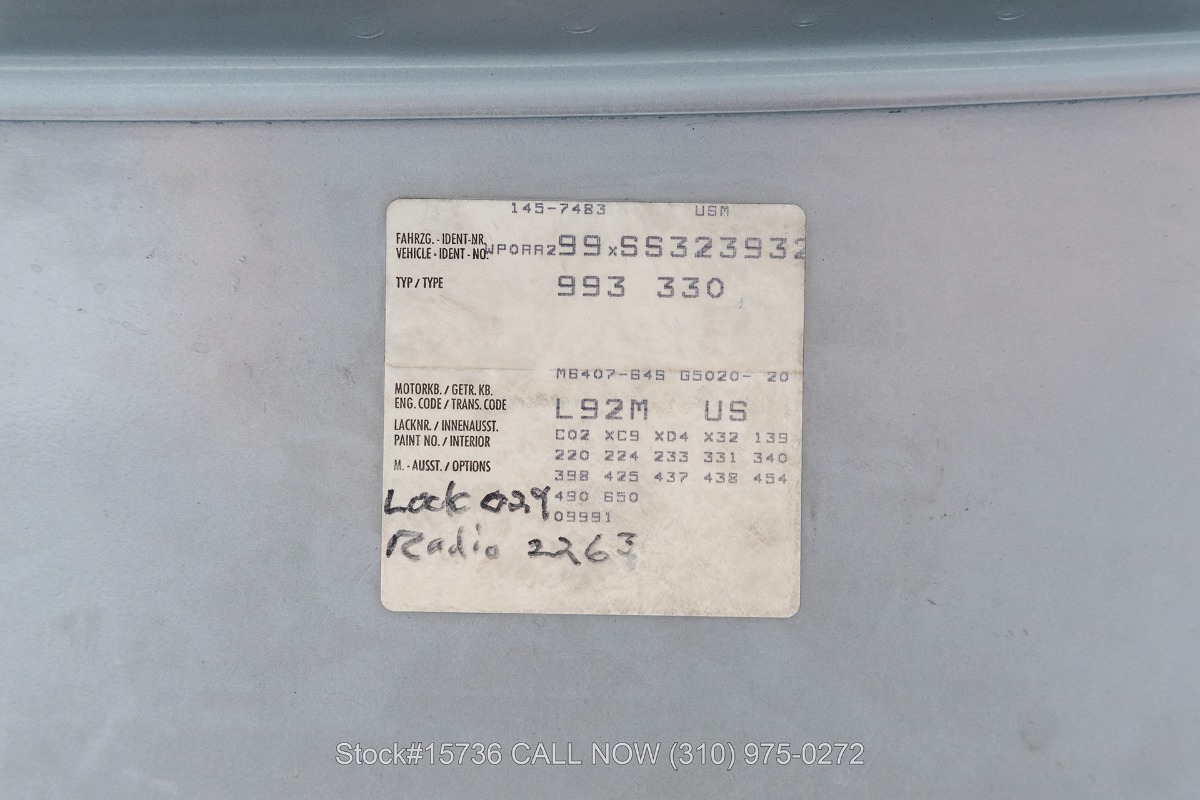 145-7483 USM
FAHRZG. - IDENT-NR.
VEHICLE - IDENT - NO. WP0AA299xSS323932
TYP / TYPE 993 330
M6407-64S G5020- 20
MOTORKB. / GETR. KB.
ENG. CODE / TRANS. CODE L92M US
LACKNR. / INNENAUSST.
PAINT NO. / INTERIOR C02 XC9 XD4 X32 139
220 224 233 331 340
M. - AUSST. / OPTIONS 398 425 437 438 454
490 650
Lock 029
09991
Radio 2263
Stock#15736 CALL NOW (310) 975-0272